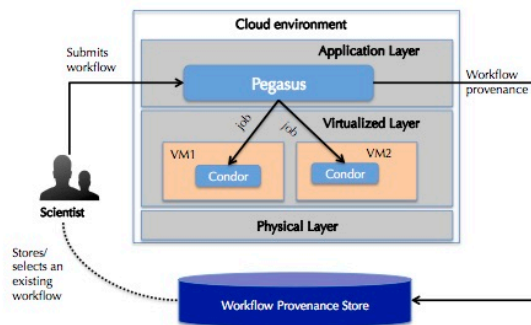 Cloud environment
Submits
workflow
Application Layer
Pegasus
Workflow
provenance
job
job
Virtualized Layer
VM1
VM2
Condor
Condor
Scientist
Physical Layer
Stores/
selects an
existing
workflow
Workflow Provenance Store